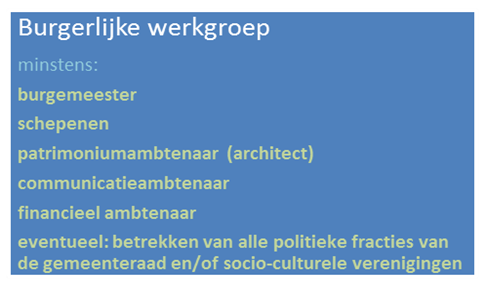 Burgerlijke werkgroep
minstens:
burgemeester
schepenen
patrimoniumambtenaar (architect)
communicatieambtenaar
financieel ambtenaar
eventueel: betrekken van alle politieke fracties van
de gemeenteraad en/of socio-culturele verenigingen